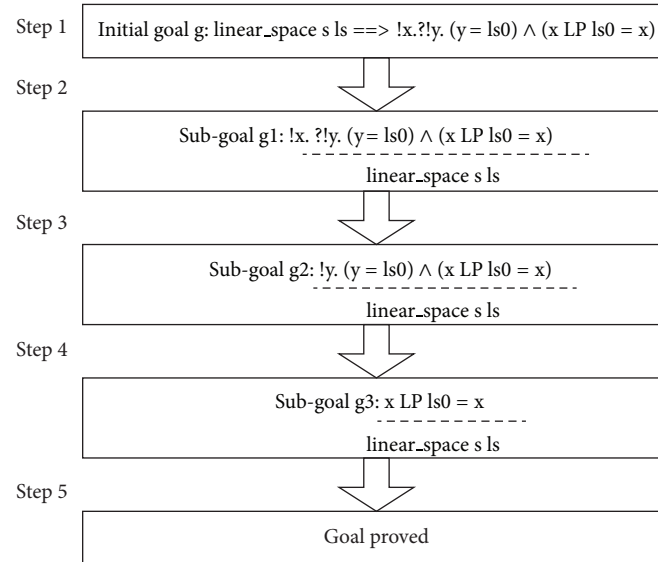 Step 1
Initial goal g: linear_space s ls ==> !x.?!y. (y = ls0) ∧ (x LP ls0 = x)
Step 2
Sub-goal g1: !x. ?!y. (y = ls0) ∧ (x LP ls0 = x)
linear_space s ls
Step 3
Sub-goal g2: !y. (y = ls0) ∧ (x LP ls0 = x)
linear_space s ls
Step 4
Sub-goal g3: x LP ls0 = x
linear_space s ls
Step 5
Goal proved